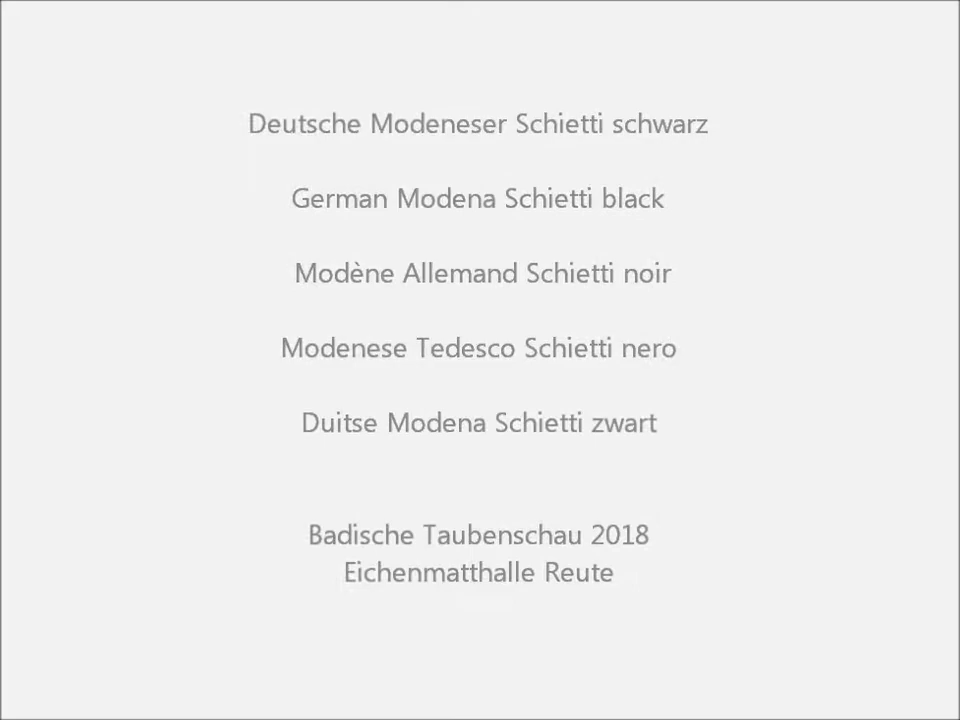 Deutsche Modeneser Schietti schwarz
German Modena Schietti black
Modène Allemand Schietti noir
Modenese Tedesco Schietti nero
Duitse Modena Schietti zwart
Badische Taubenschau 2018
Eichenmatthalle Reute